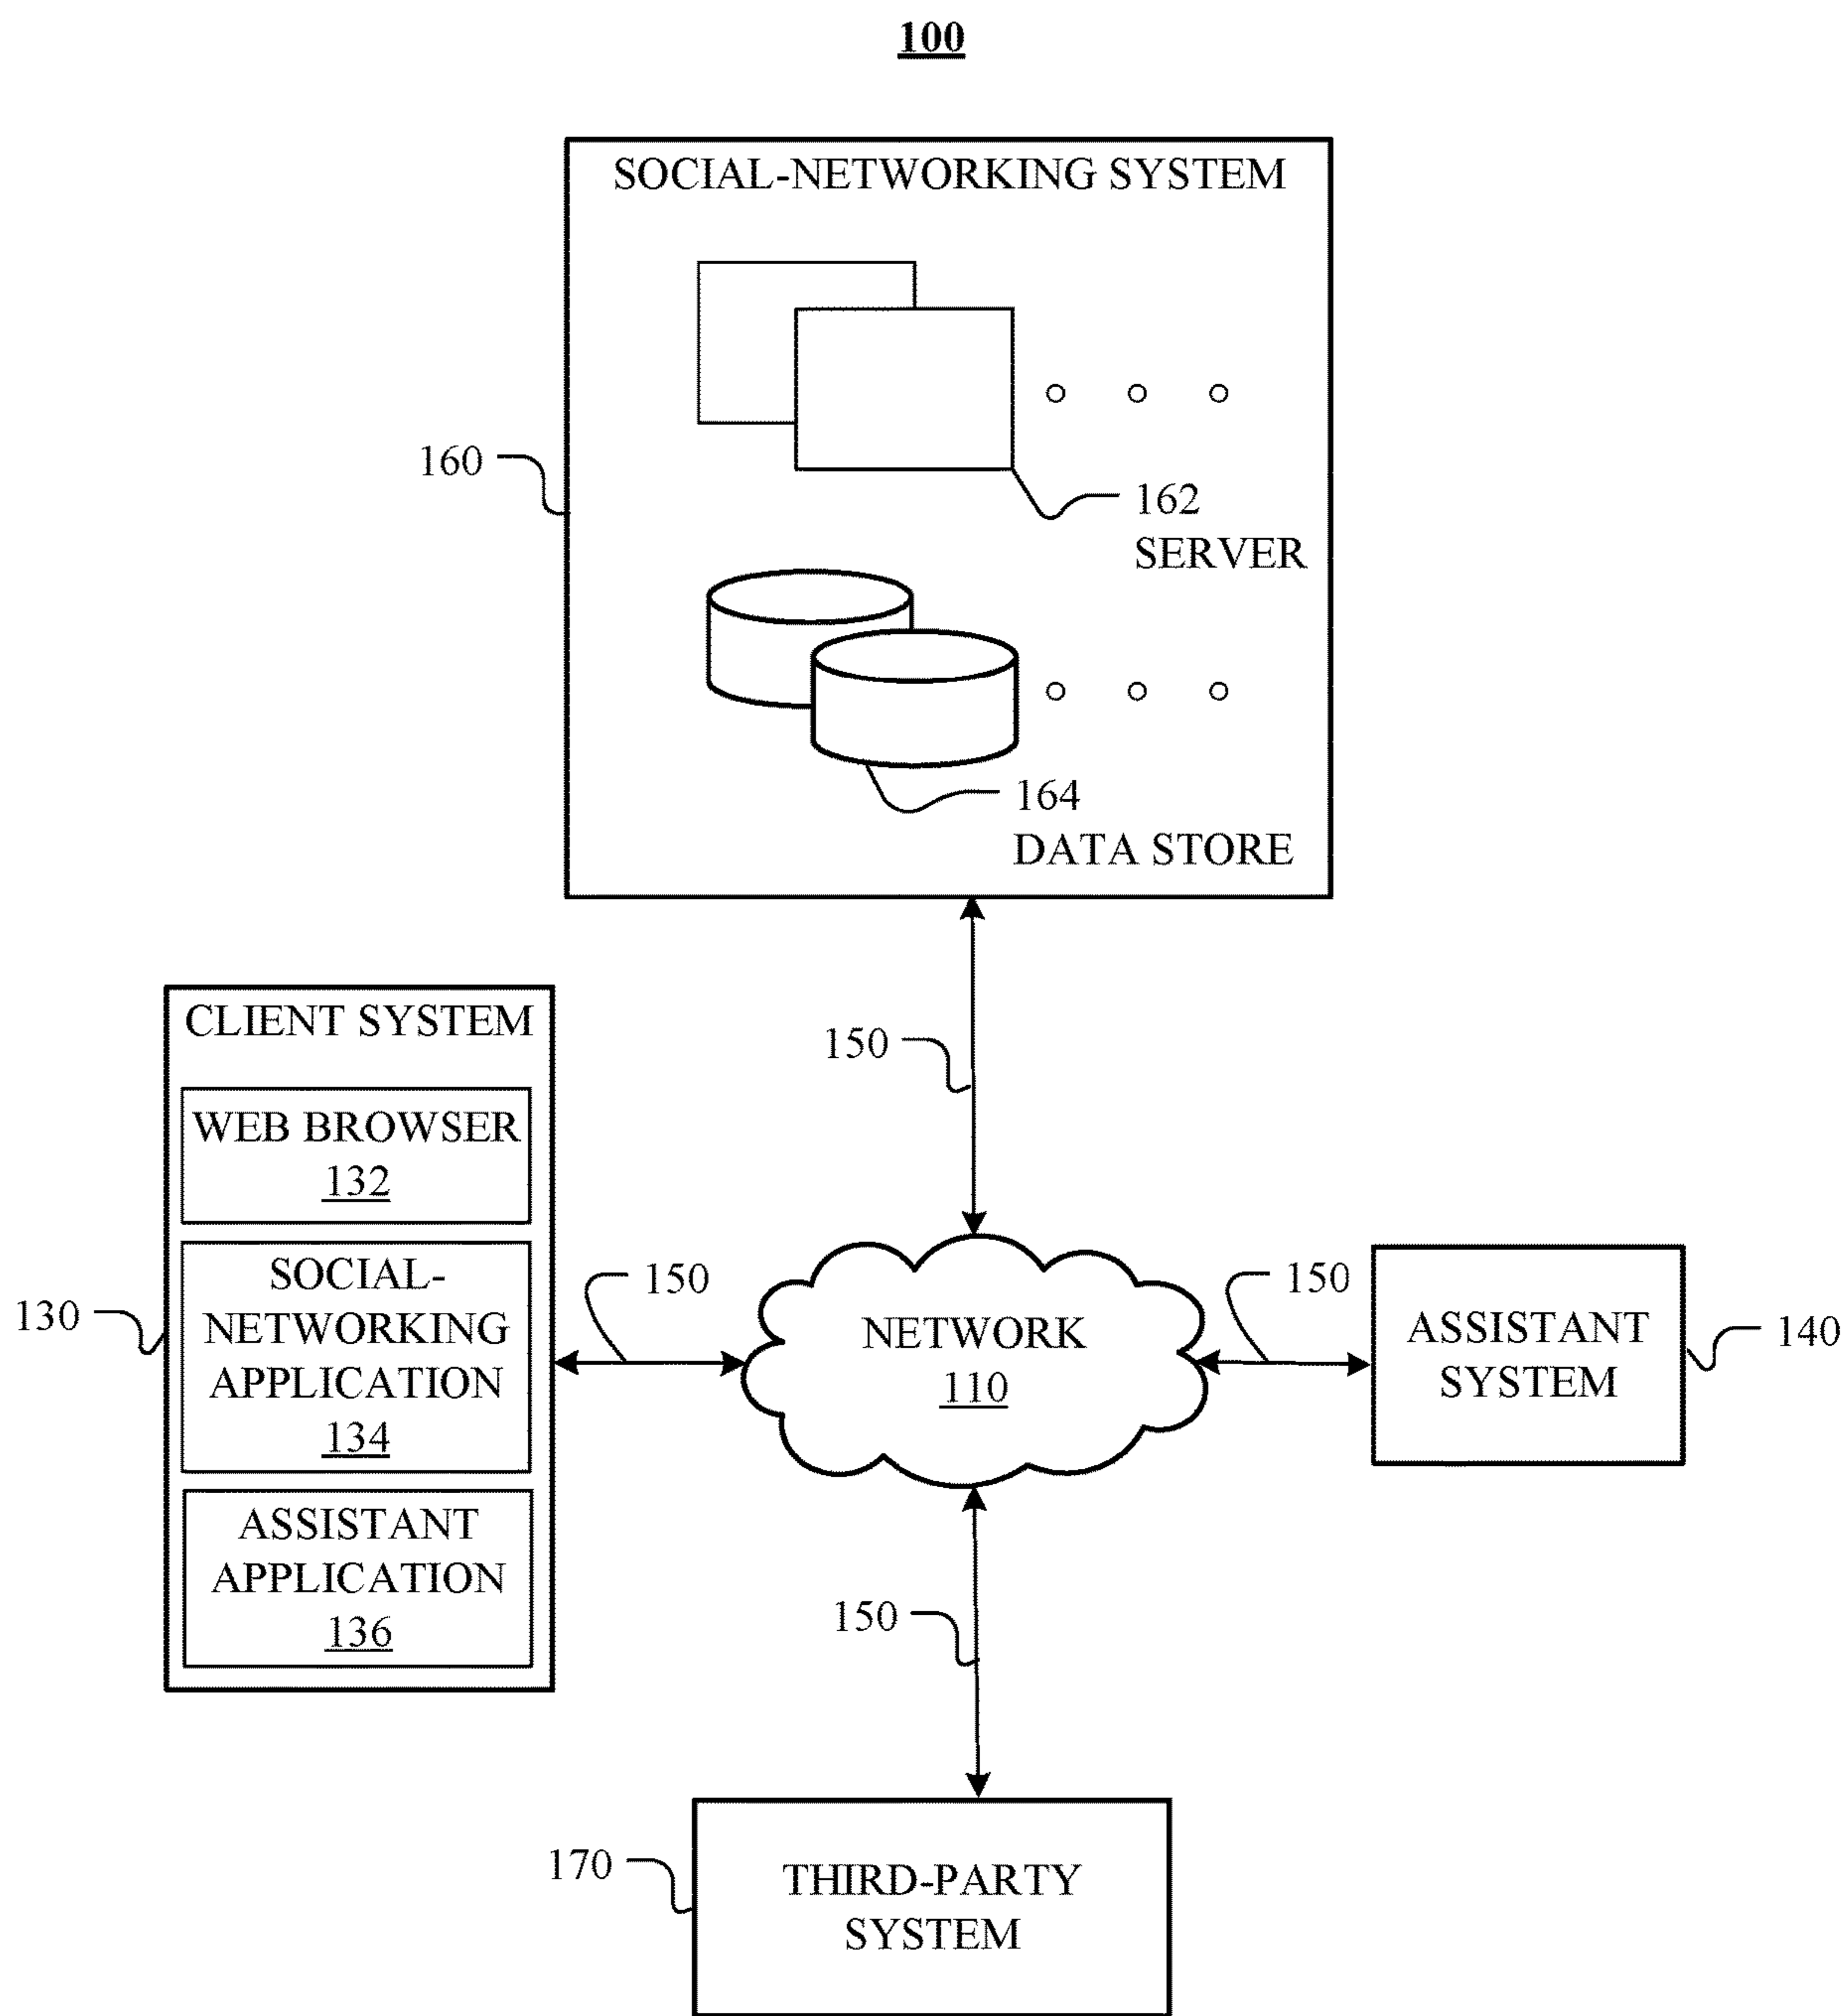 100
SOCIAL-NETWORKING SYSTEM
160
162
SERVER
164
DATA STORE
CLIENT SYSTEM
WEB BROWSER
132
SOCIAL-
NETWORKING
APPLICATION
134
ASSISTANT
APPLICATION
136
130
150
150
NETWORK
110
150
ASSISTANT
SYSTEM
140
150
170
THIRD-PARTY
SYSTEM